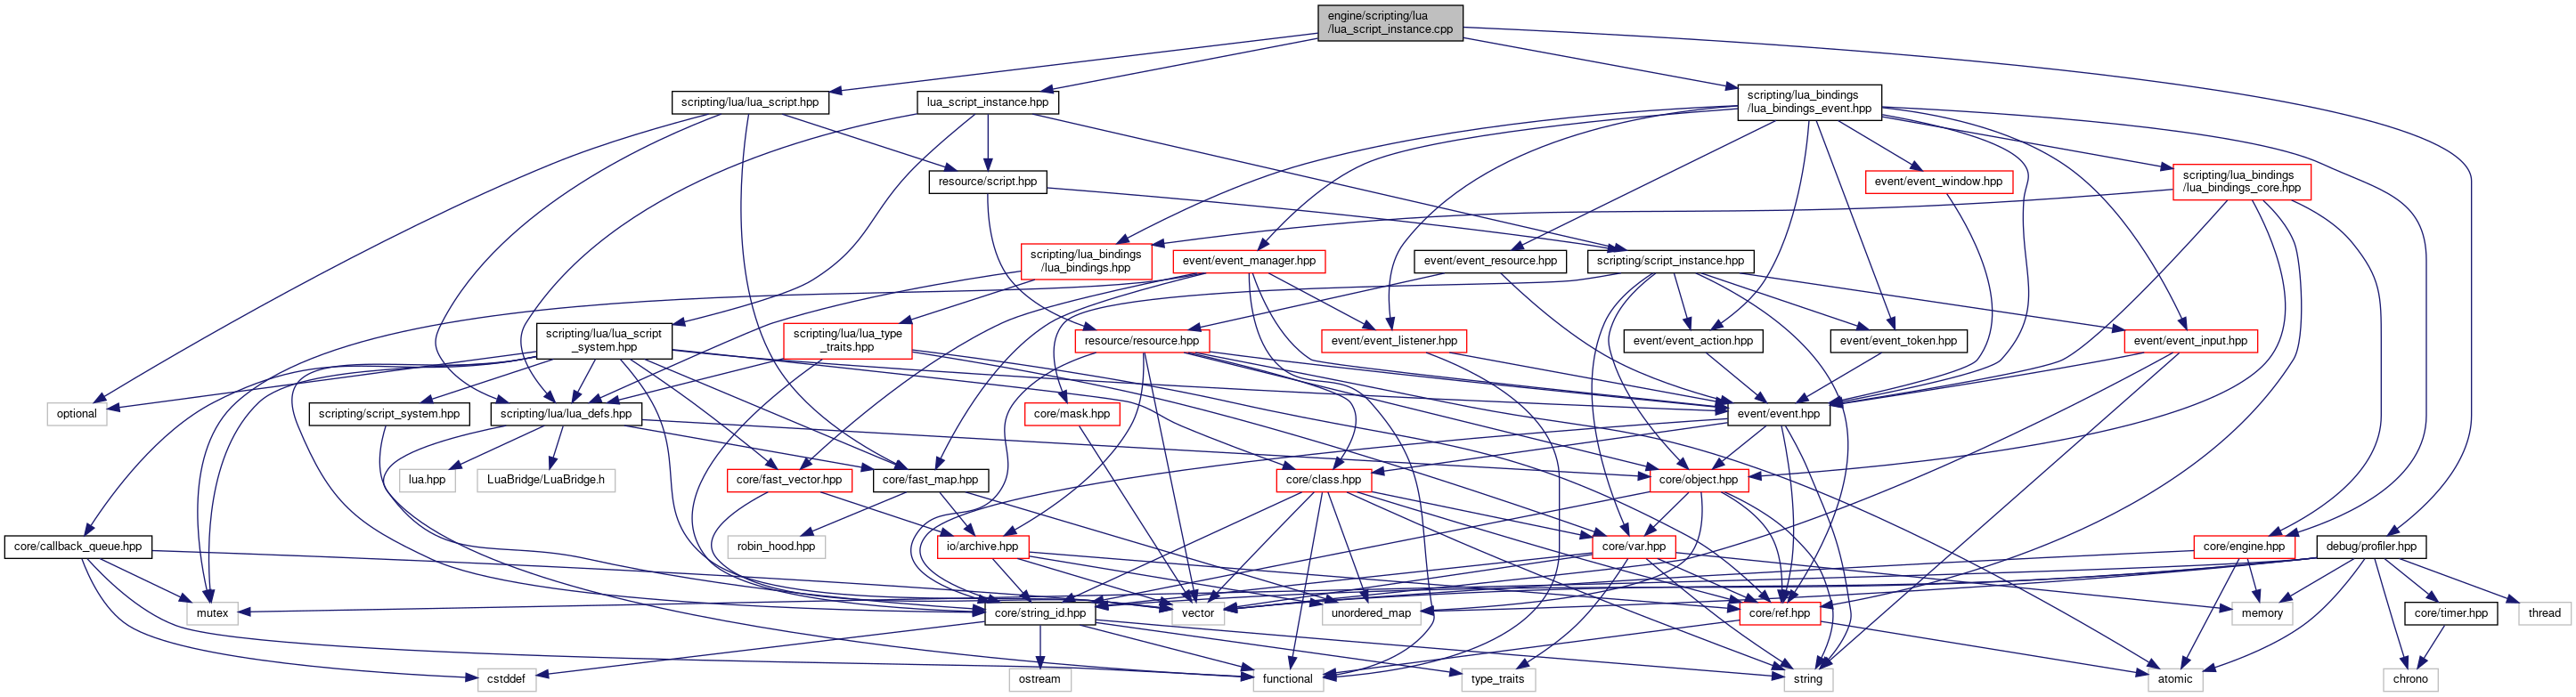 engine/scripting/lua
/lua_script_instance.cpp
scripting/lua/lua_script.hpp
lua_script_instance.hpp
scripting/lua_bindings
/lua_bindings_event.hpp
resource/script.hpp
event/event_window.hpp
scripting/lua_bindings
/lua_bindings_core.hpp
scripting/lua_bindings
/lua_bindings.hpp
event/event_manager.hpp
event/event_resource.hpp
scripting/script_instance.hpp
scripting/lua/lua_script
_system.hpp
scripting/lua/lua_type
_traits.hpp
resource/resource.hpp
event/event_listener.hpp
event/event_action.hpp
event/event_token.hpp
event/event_input.hpp
optional
scripting/script_system.hpp
scripting/lua/lua_defs.hpp
core/mask.hpp
event/event.hpp
lua.hpp
LuaBridge/LuaBridge.h
core/fast_vector.hpp
core/fast_map.hpp
core/class.hpp
core/object.hpp
core/callback_queue.hpp
robin_hood.hpp
io/archive.hpp
core/var.hpp
core/engine.hpp
debug/profiler.hpp
mutex
core/string_id.hpp
vector
unordered_map
core/ref.hpp
memory
core/timer.hpp
thread
cstddef
ostream
functional
type_traits
string
atomic
chrono